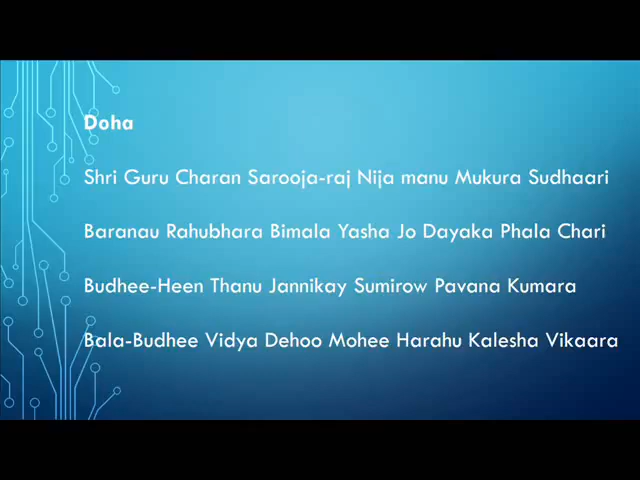 Doha
Shri Guru Charan Sarooja-raj Nija manu Mukura Sudhaari
Baranau Rahubhara Bimala Yasha Jo Dayaka Phala Chari
Budhee-Heen Thanu Jannikay Sumirow Pavana Kumara
Bala-Budhee Vidya Dehoo Mohee Harahu Kalesha Vikaara